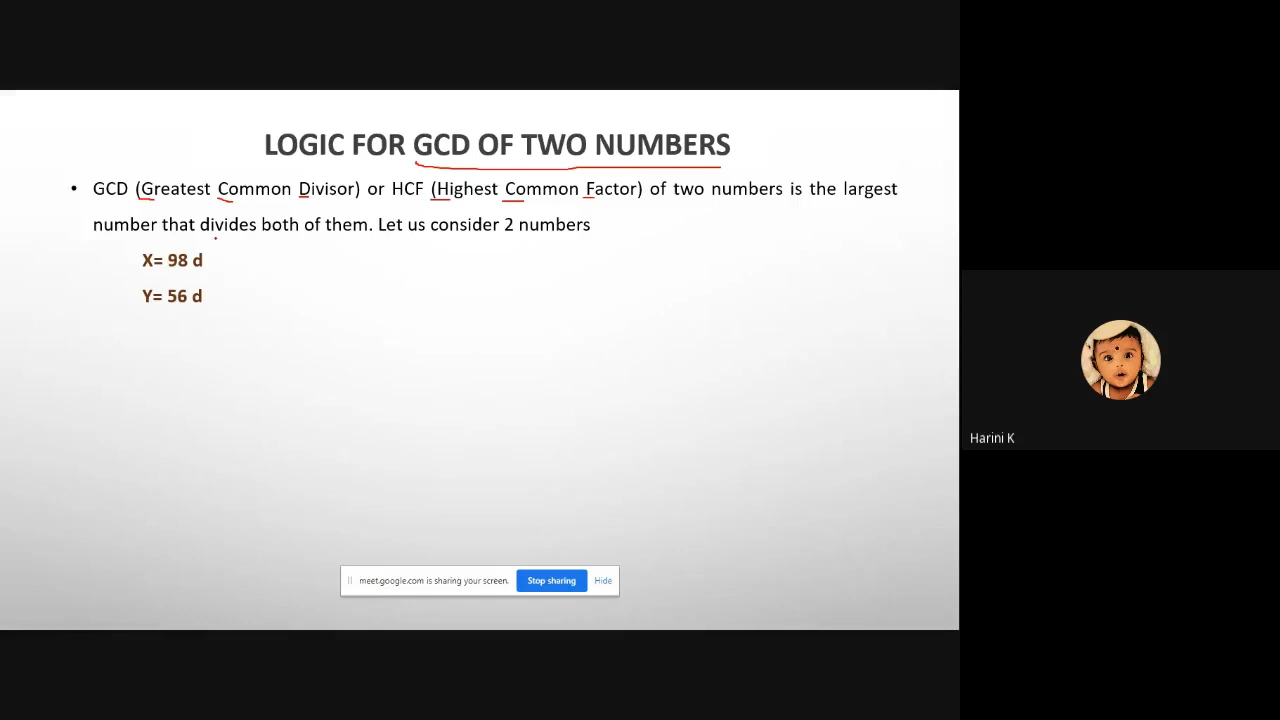 LOGIC FOR GCD OF TWO NUMBERS
• GCD (Greatest Common Divisor) or HCF (Highest Common Factor) of two numbers is the largest
number that divides both of them. Let us consider 2 numbers
X= 98 d
Y= 56 d
Harini K
meet.google.com is sharing your screen. Stop sharing Hide